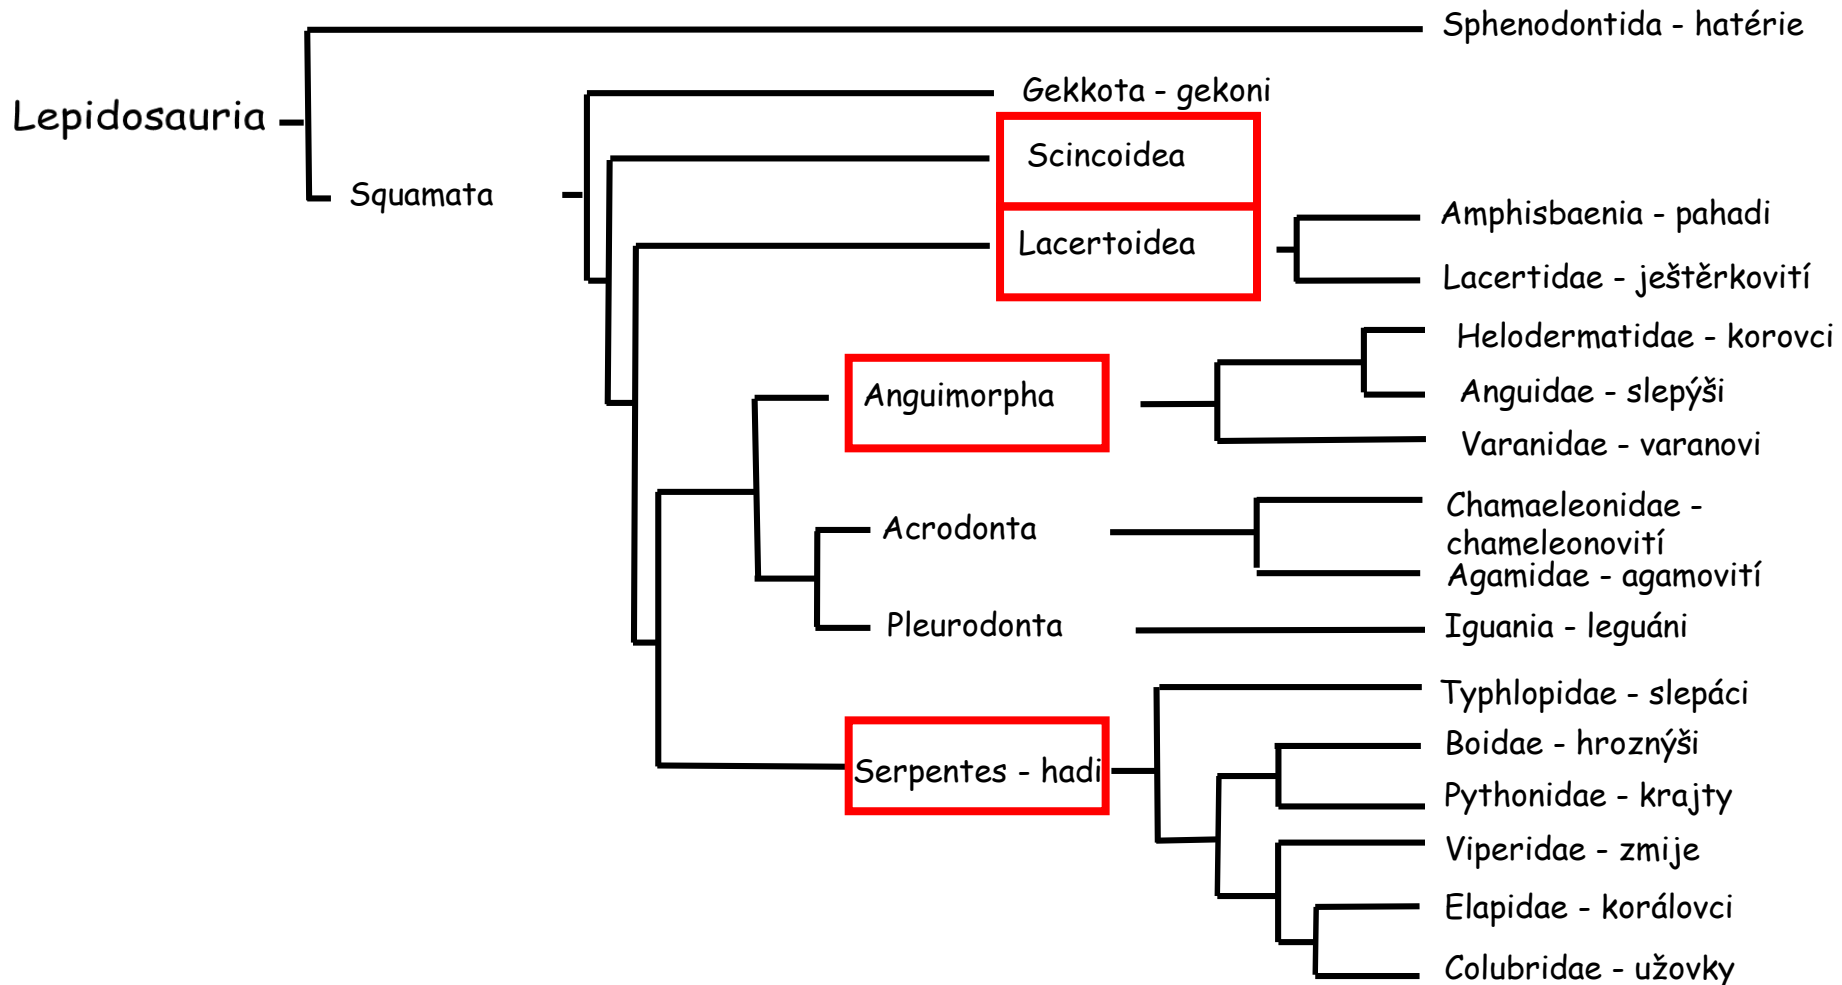 Sphenodontida - hatérie
Gekkota - gekoni
Lepidosauria
Scincoidea
Squamata
Amphisbaenia - pahadi
Lacertoidea
Lacertidae - ještěrkovití
Helodermatidae - korovci
Anguimorpha
Anguidae - slepýši
Varanidae - varanovi
Chamaeleonidae -
chameleonovití
Acrodonta
Agamidae - agamovití
Pleurodonta
Iguania - leguáni
Typhlopidae - slepáci
Boidae - hroznýši
Serpentes - hadi
Pythonidae - krajty
Viperidae - zmije
Elapidae - korálovci
Colubridae - užovky